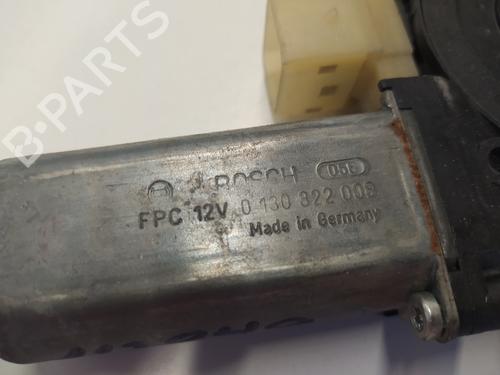 B-PARTS
BOSCH
FPC 12V 0 130 822 009
Made in Germany